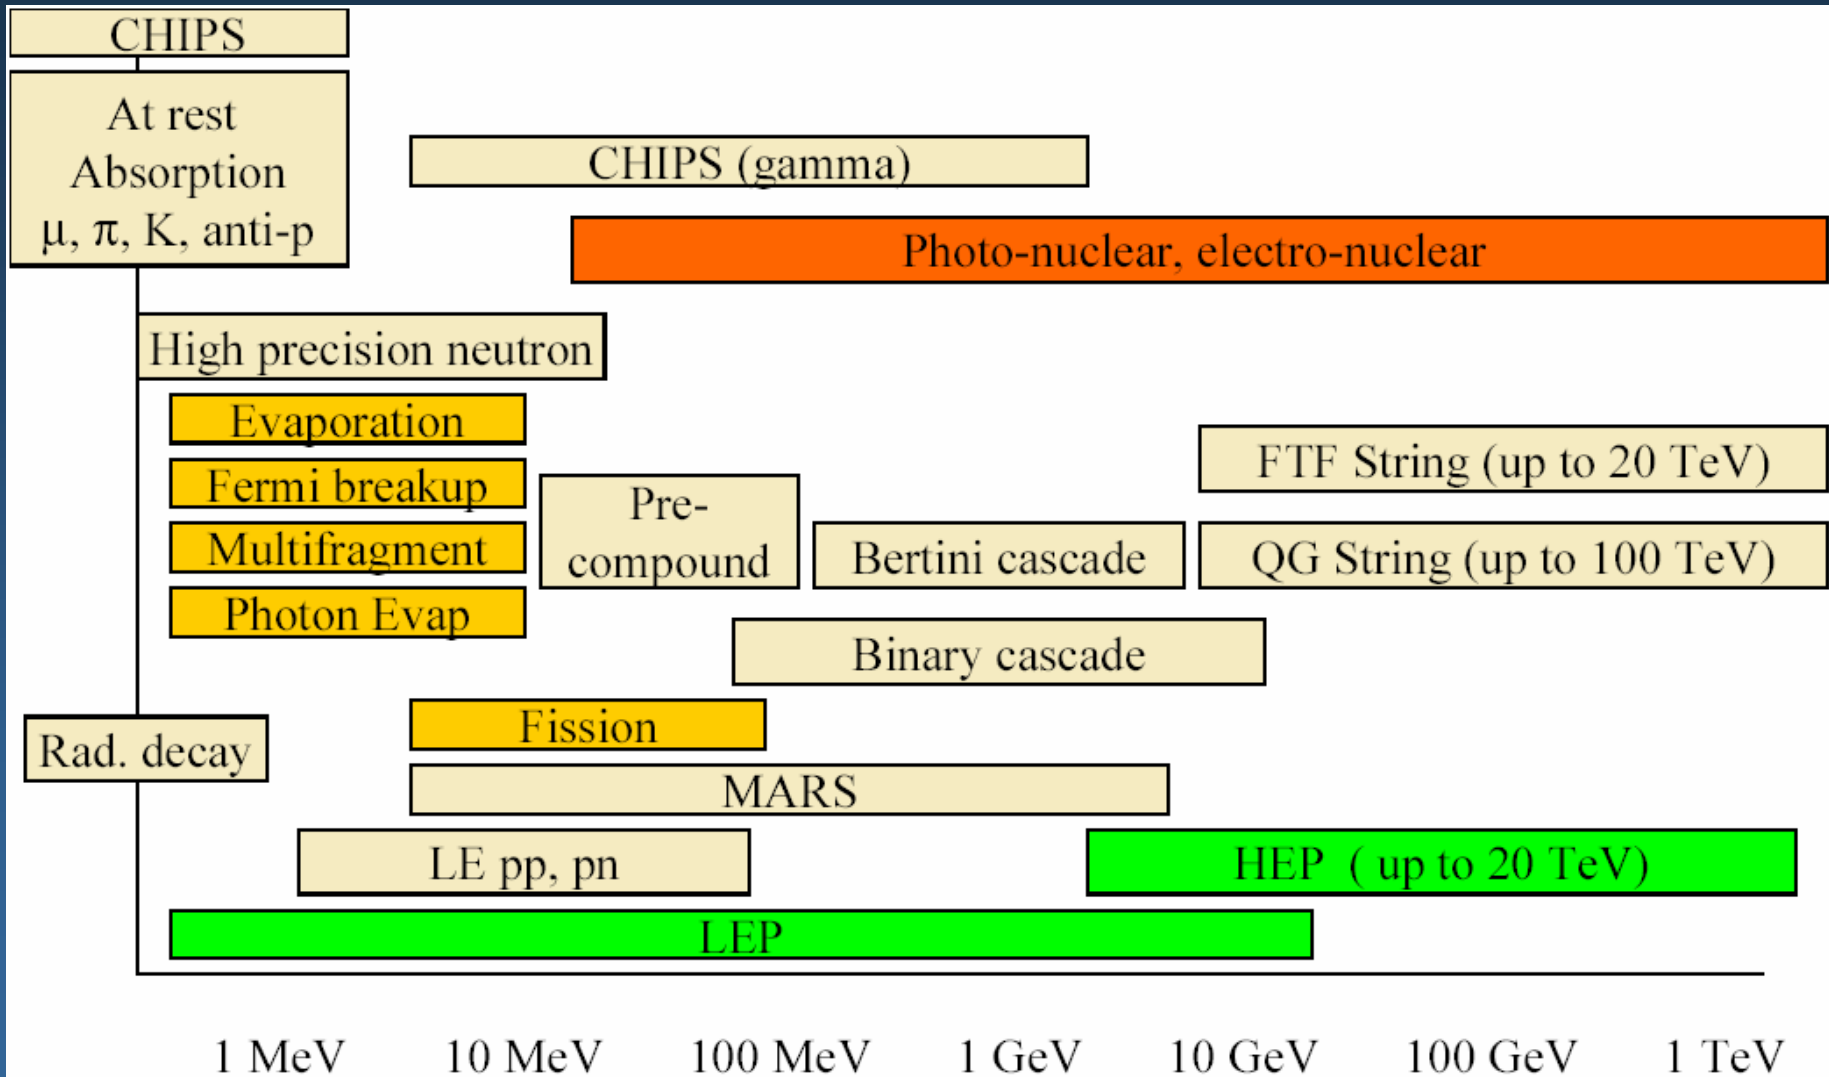 CHIPS
At rest
Absorption
μ, π, K, anti-p
CHIPS (gamma)
Photo-nuclear, electro-nuclear
High precision neutron
Evaporation
Fermi breakup
Multifragment
Photon Evap
Pre-
compound
Bertini cascade
FTF String (up to 20 TeV)
QG String (up to 100 TeV)
Binary cascade
Fission
Rad. decay
MARS
LE pp, pn
HEP ( up to 20 TeV)
LEP
1 MeV 10 MeV 100 MeV 1 GeV 10 GeV 100 GeV 1 TeV